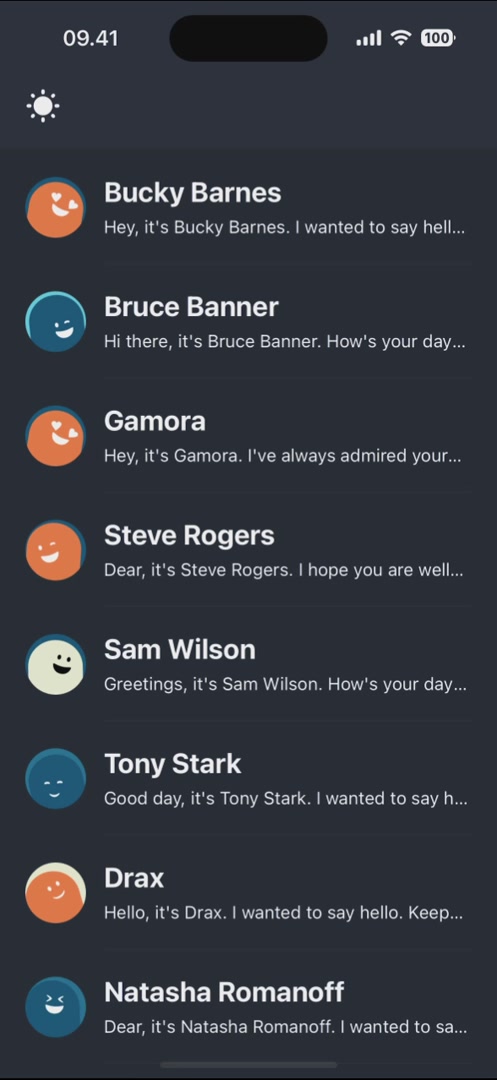 09.41
100
Bucky Barnes
Hey, it's Bucky Barnes. I wanted to say hell...
Bruce Banner
Hi there, it's Bruce Banner. How's your day...
Gamora
Hey, it's Gamora. I've always admired your...
Steve Rogers
Dear, it's Steve Rogers. I hope you are well...
Sam Wilson
Greetings, it's Sam Wilson. How's your day...
Tony Stark
Good day, it's Tony Stark. I wanted to say h...
Drax
Hello, it's Drax. I wanted to say hello. Keep...
Natasha Romanoff
Dear, it's Natasha Romanoff. I wanted to sa...